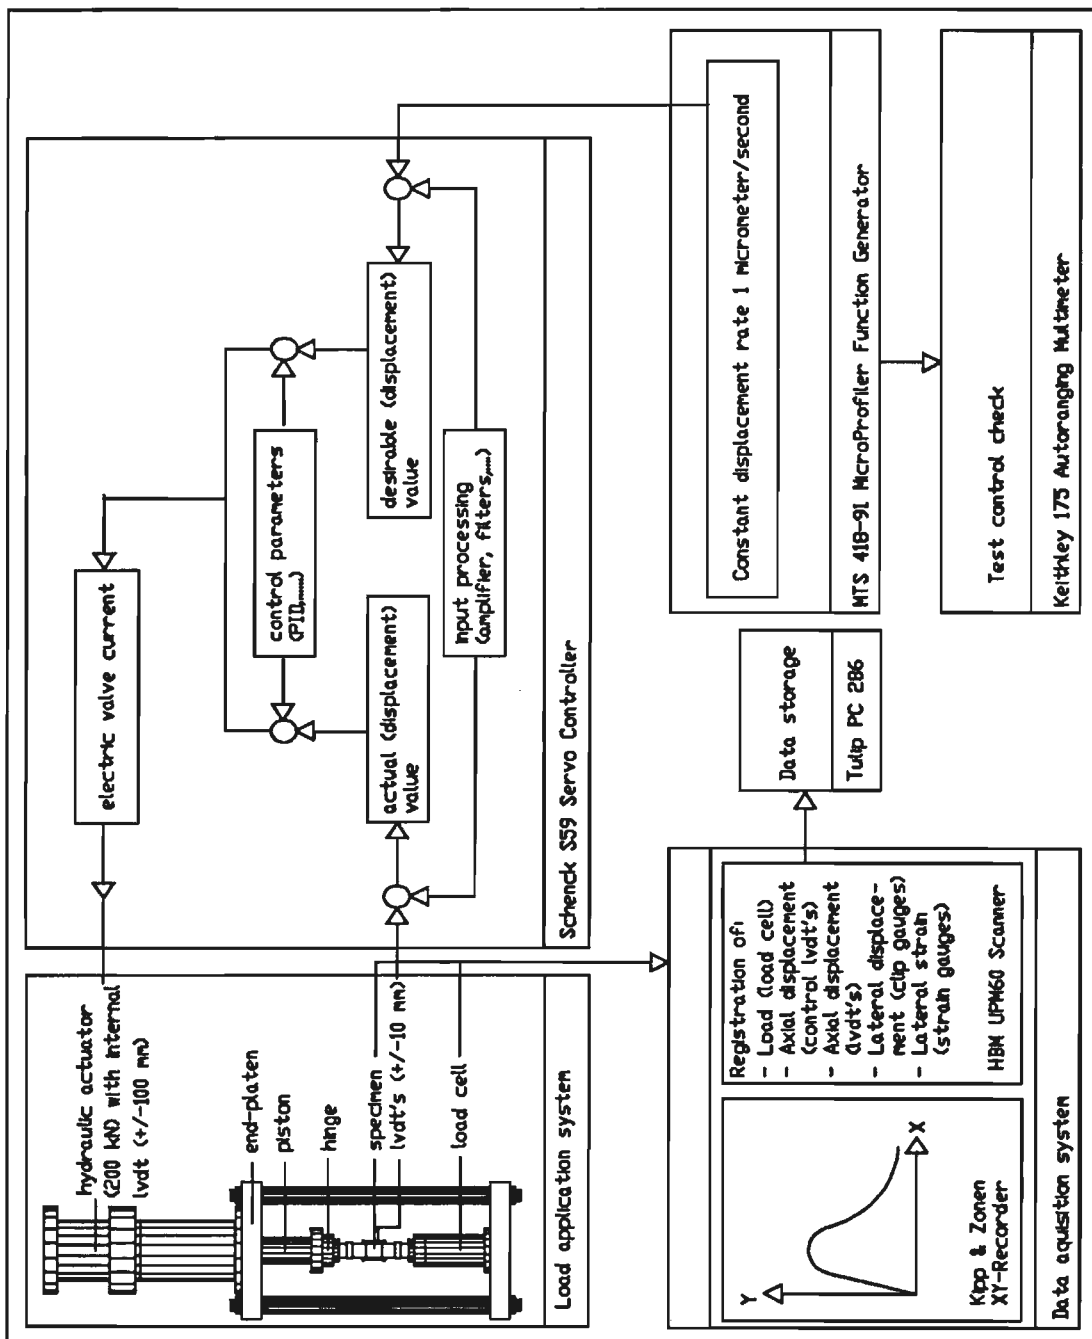 hydraulic actuator
(200 kN) with internal
lvdt (+/-100 mm)
end-platen
piston
hinge
specimen
lvdt's (+/-10 mm)
load cell
Load application system
electric valve current
control parameters
(PID,......)
actual (displacement)
value
desirable (displacement)
value
input processing
(amplifier, filters,.....)
Schenck S59 Servo Controller
Y
X
Kipp & Zonen
XY-Recorder
Registration of:
- Load (load cell)
- Axial displacement
(control lvdt's)
- Axial displacement
(lvdt's)
- Lateral displace-
ment (clip gauges)
- Lateral strain
(strain gauges)
HBM UPM60 Scanner
Data aquisition system
Data storage
Tulip PC 286
Constant displacement rate 1 micrometer/second
MTS 418-91 MicroProfiler Function Generator
Test control check
Keithley 175 Autoranging Multimeter